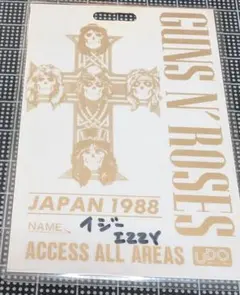 GUNS N' ROSES
JAPAN 1988
NAME イジー
IZZY
ACCESS ALL AREAS UDO